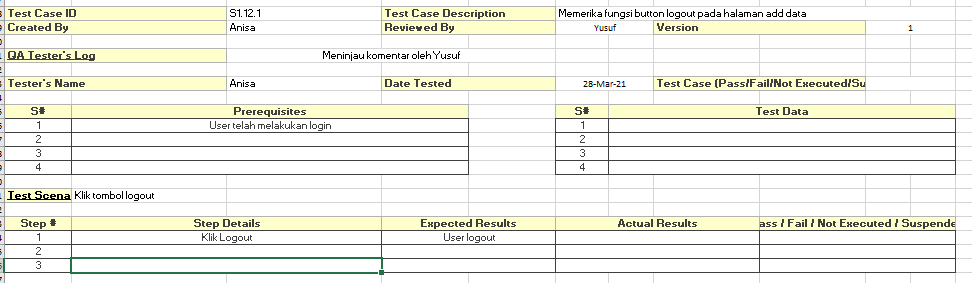 Test Case ID S1.12.1 Test Case Description Memerika fungsi button logout pada halaman add data
Created By Anisa Reviewed By Yusuf Version 1
QA Tester's Log Meninjau komentar oleh Yusuf
Tester's Name Anisa Date Tested 28-Mar-21 Test Case (Pass/Fail/Not Executed/Su
S# Prerequisites S# Test Data
1 User telah melakukan login 1
2 2
3 3
4 4
Test Scena Klik tombol logout
Step # Step Details Expected Results Actual Results ass / Fail / Not Executed / Suspende
1 Klik Logout User logout
2
3